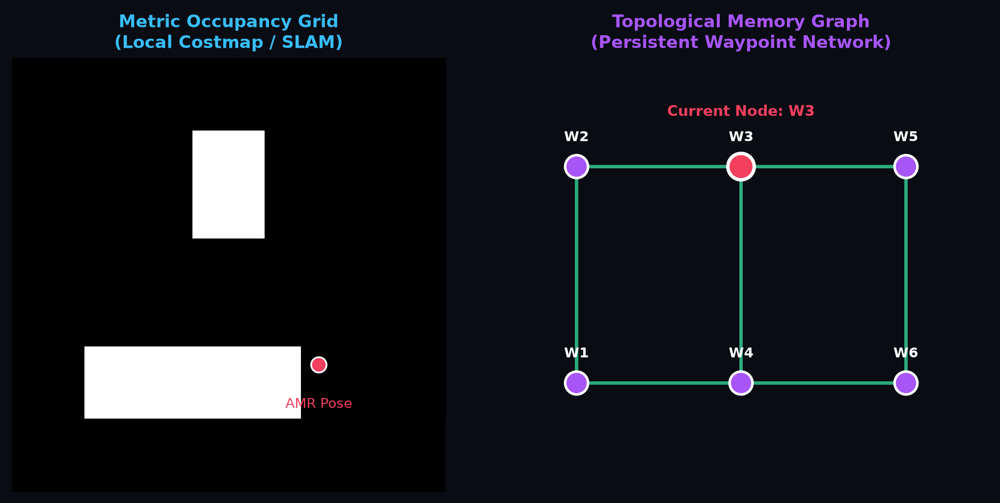 Metric Occupancy Grid
(Local Costmap / SLAM)
AMR Pose
Topological Memory Graph
(Persistent Waypoint Network)
Current Node: W3
W2
W3
W5
W1
W4
W6